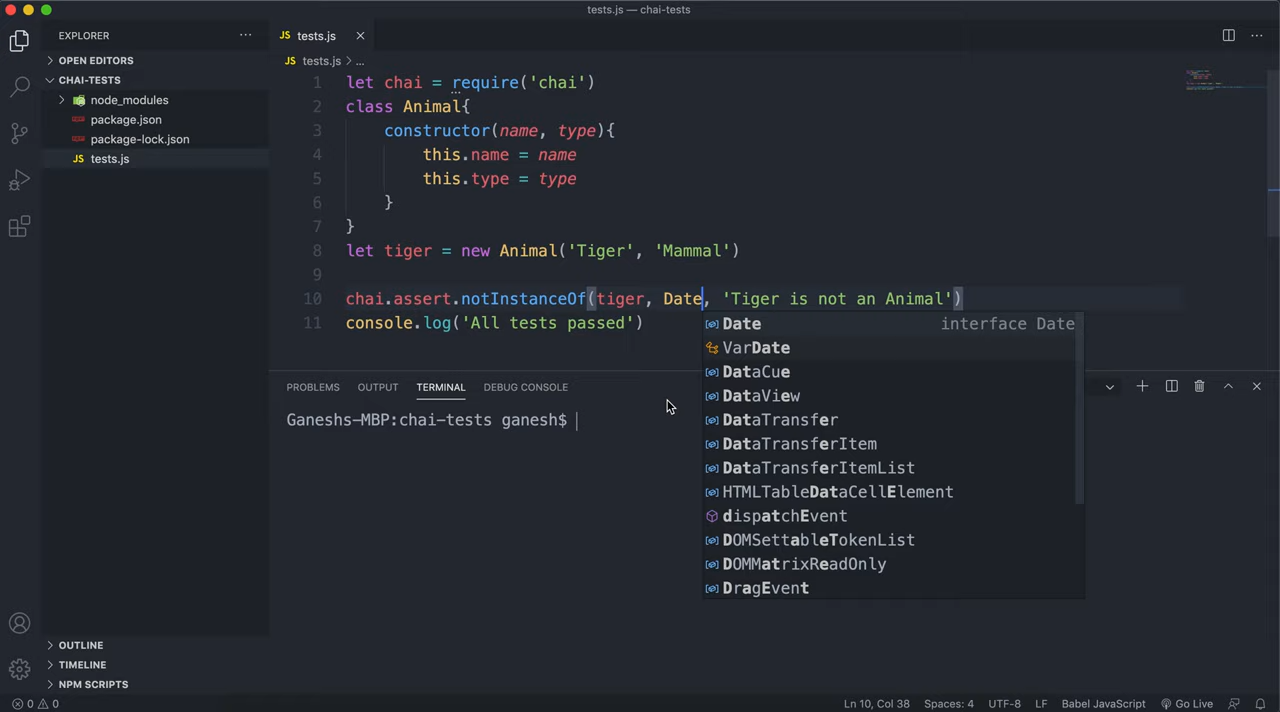 tests.js — chai-tests
EXPLORER ...
OPEN EDITORS
CHAI-TESTS
node_modules
package.json
package-lock.json
JS tests.js
OUTLINE
TIMELINE
NPM SCRIPTS
JS tests.js
JS tests.js > ...
1 let chai = require('chai')
2 class Animal{
3 constructor(name, type){
4 this.name = name
5 this.type = type
6 }
7 }
8 let tiger = new Animal('Tiger', 'Mammal')
9
10 chai.assert.notInstanceOf(tiger, Date, 'Tiger is not an Animal')
11 console.log('All tests passed')
Date interface Date
VarDate
DataCue
DataView
DataTransfer
DataTransferItem
DataTransferItemList
HTMLTableDataCellElement
dispatchEvent
DOMSettableTokenList
DOMMatrixReadOnly
DragEvent
PROBLEMS OUTPUT TERMINAL DEBUG CONSOLE
Ganeshs-MBP:chai-tests ganesh$
0 0 Ln 10, Col 38 Spaces: 4 UTF-8 LF Babel JavaScript Go Live